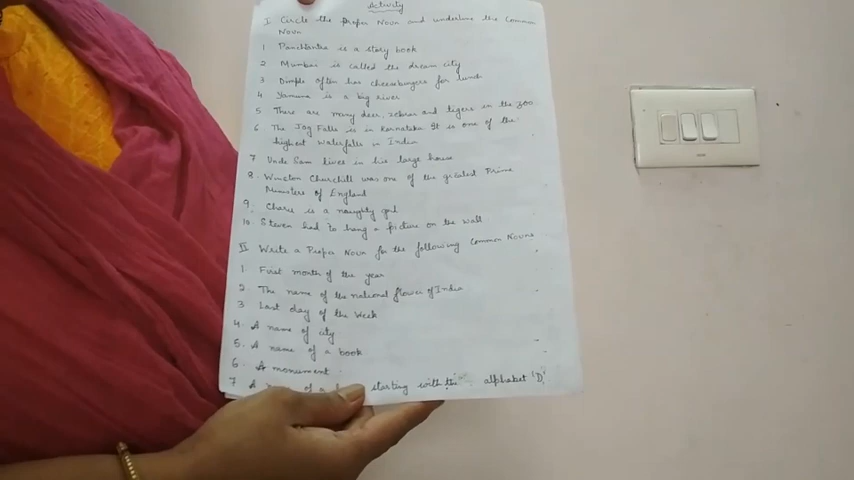 Activity
I Circle the Proper Noun and underline the Common
Noun
1 Panchtantra is a story book
2 Mumbai is called the dream city
3 Dimple often has cheeseburgers for lunch
4 Yamuna is a big river
5 There are many deer, zebras and tigers in the zoo
6 The Jog Falls is in Karnataka It is one of the
highest waterfalls in India
7 Uncle Sam lives in his large house
8. Winston Churchill was one of the greatest Prime
Ministers of England
9. is a naughty girl
10. Steven had to hang a picture on the wall
II Write a Proper Noun for the following Common Nouns
1. First month of the year
2. The name of the national flower of India
3 Last day of the week
4. A name of city
5. A name of a book
6 A monument
7 A of a starting with the alphabet 'D'